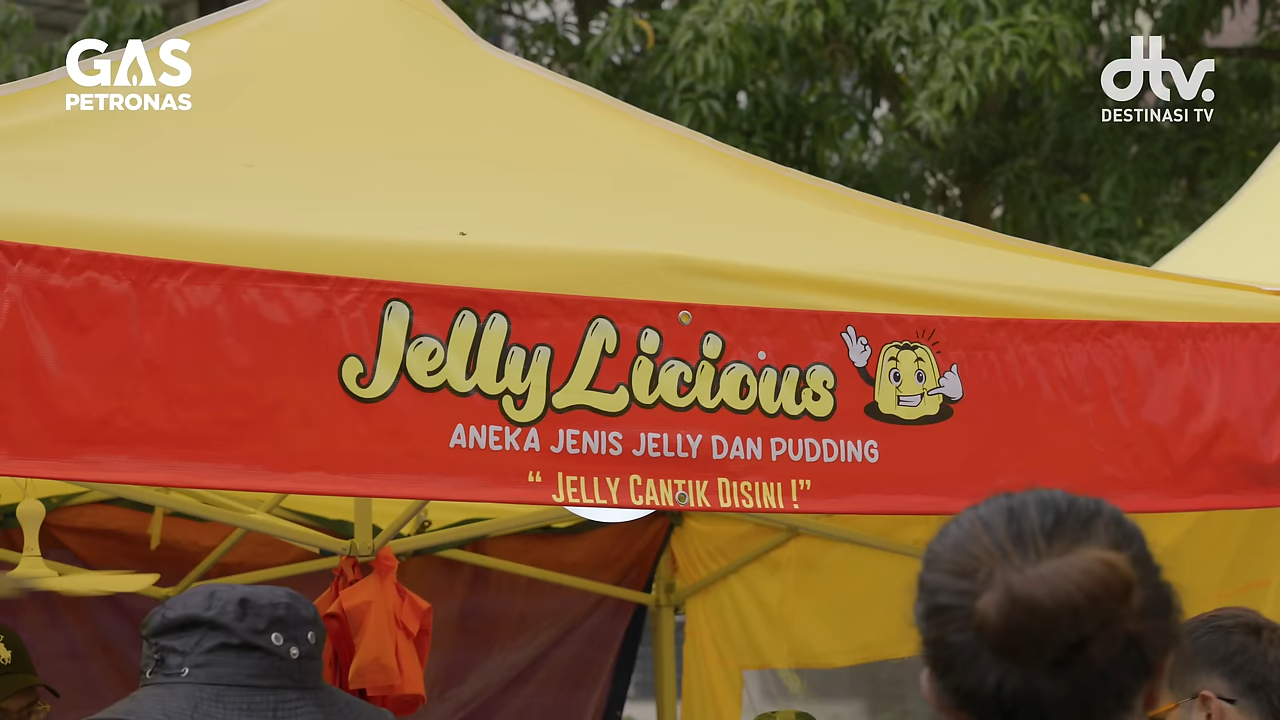 GAS
PETRONAS
dtv.
DESTINASI TV
Jelly Licious
ANEKA JENIS JELLY DAN PUDDING
“ JELLY CANTIK DISINI !”